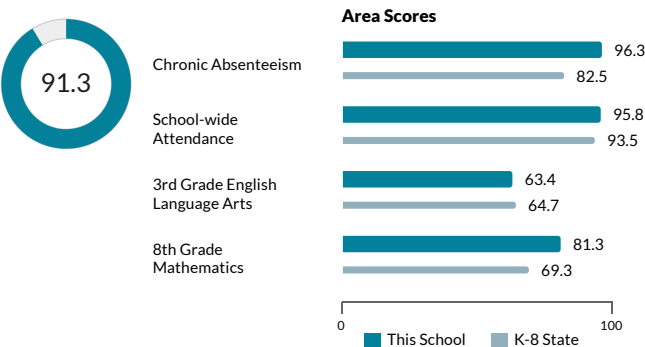 Area Scores
91.3
Chronic Absenteeism
96.3
82.5
School-wide
Attendance
95.8
93.5
3rd Grade English
Language Arts
63.4
64.7
8th Grade
Mathematics
81.3
69.3
0
100
This School
K-8 State